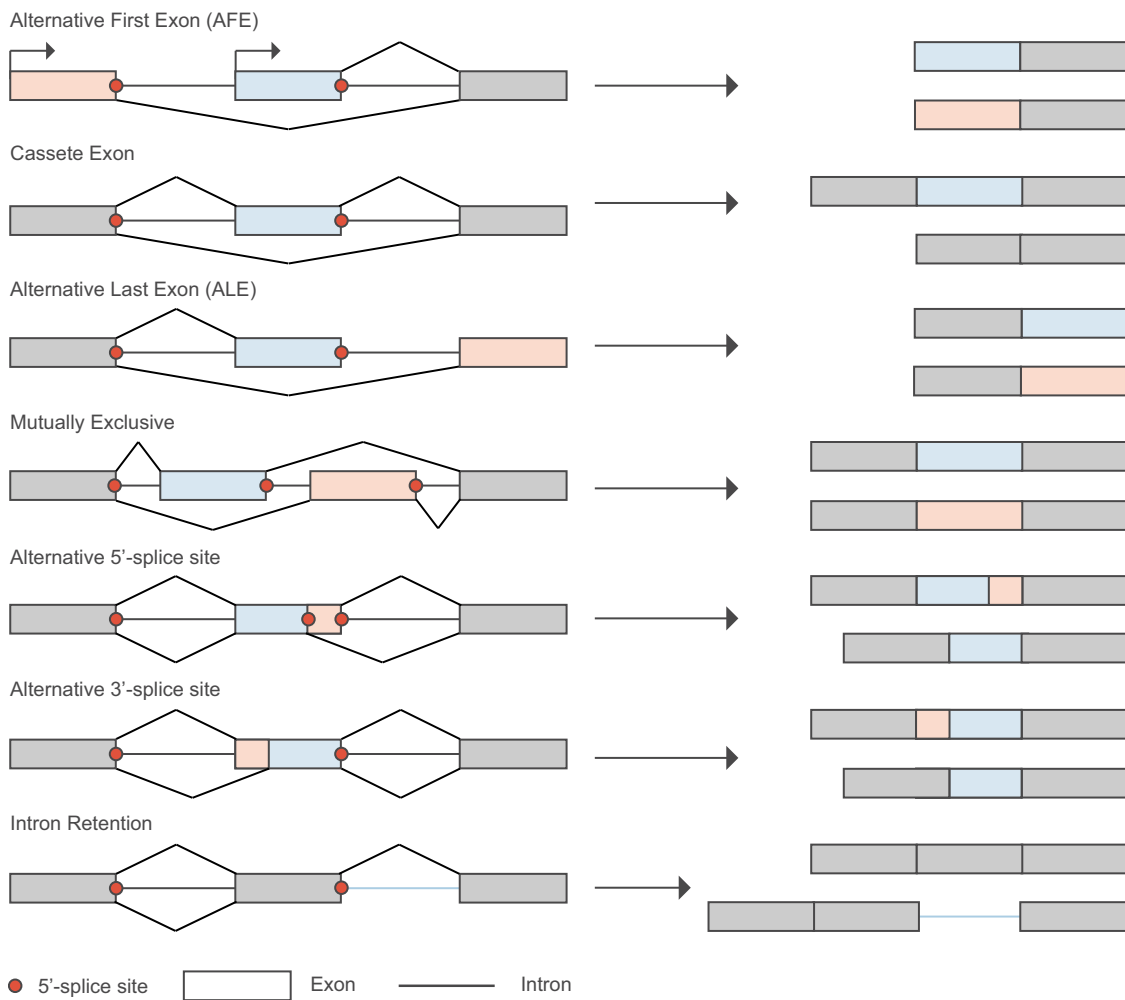 Alternative First Exon (AFE)
Cassete Exon
Alternative Last Exon (ALE)
Mutually Exclusive
Alternative 5’-splice site
Alternative 3’-splice site
Intron Retention
5’-splice site
Exon
Intron